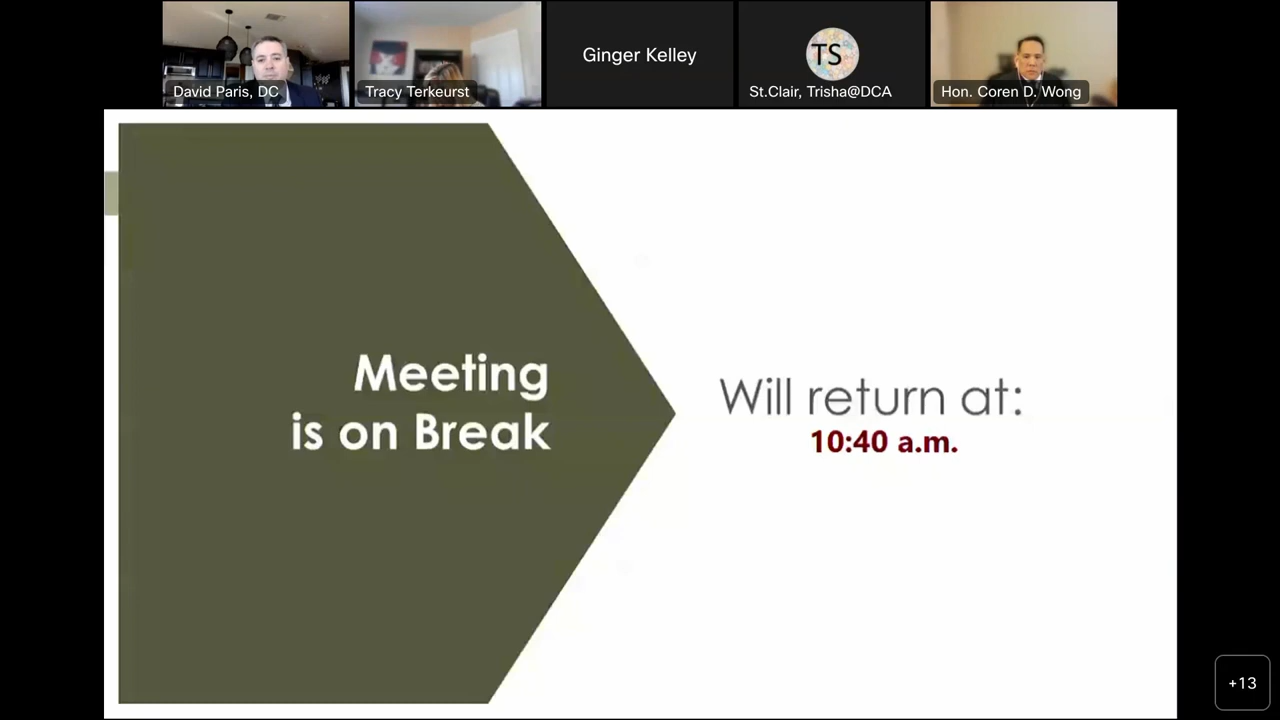 David Paris, DC
Tracy Terkeurst
Ginger Kelley
TS
St.Clair, Trisha@DCA
Hon. Coren D. Wong
Meeting
is on Break
Will return at:
10:40 a.m.
+13